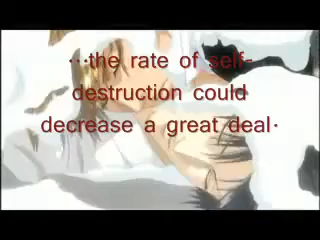 …the rate of self-
destruction could
decrease a great deal.